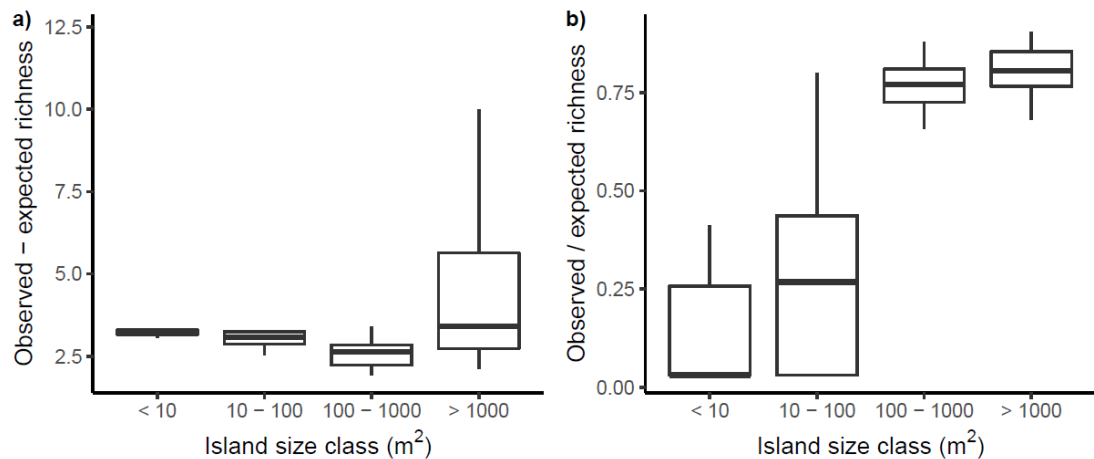 a)
Observed − expected richness
12.5
10.0
7.5
5.0
2.5
< 10
10 − 100
100 − 1000
> 1000
Island size class (m²)
b)
Observed / expected richness
0.75
0.50
0.25
0.00
< 10
10 − 100
100 − 1000
> 1000
Island size class (m²)